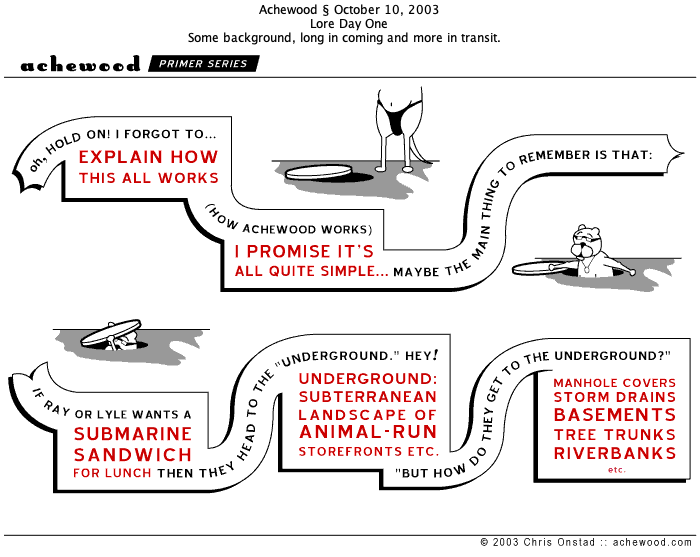 Achewood § October 10, 2003
Lore Day One
Some background, long in coming and more in transit.
achewood PRIMER SERIES
oh, HOLD ON! I FORGOT TO...
EXPLAIN HOW
THIS ALL WORKS
(HOW ACHEWOOD WORKS)
I PROMISE IT'S
ALL QUITE SIMPLE... MAYBE THE MAIN THING TO REMEMBER IS THAT:
IF RAY OR LYLE WANTS A
SUBMARINE
SANDWICH
FOR LUNCH THEN THEY HEAD TO THE "UNDERGROUND." HEY!
UNDERGROUND:
SUBTERRANEAN
LANDSCAPE OF
ANIMAL-RUN
STOREFRONTS ETC.
"BUT HOW DO THEY GET TO THE UNDERGROUND?"
MANHOLE COVERS
STORM DRAINS
BASEMENTS
TREE TRUNKS
RIVERBANKS
etc.
© 2003 Chris Onstad :: achewood.com